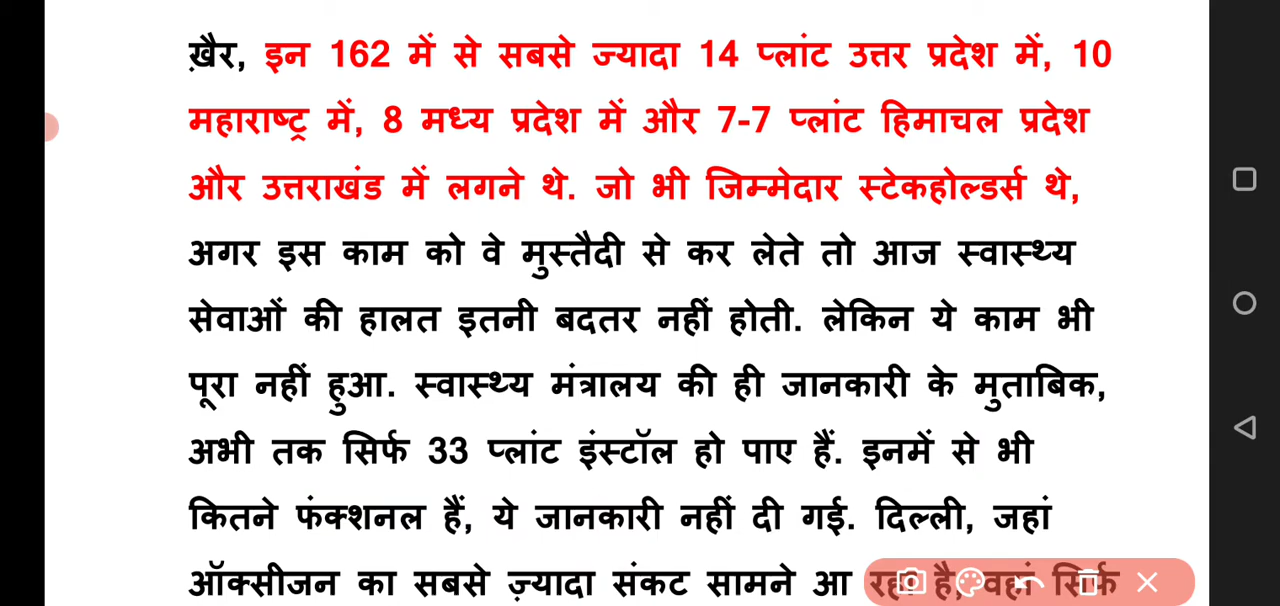 ख़ैर, इन 162 में से सबसे ज्यादा 14 प्लांट उत्तर प्रदेश में, 10
महाराष्ट्र में, 8 मध्य प्रदेश में और 7-7 प्लांट हिमाचल प्रदेश
और उत्तराखंड में लगने थे. जो भी जिम्मेदार स्टेकहोल्डर्स थे,
अगर इस काम को वे मुस्तैदी से कर लेते तो आज स्वास्थ्य
सेवाओं की हालत इतनी बदतर नहीं होती. लेकिन ये काम भी
पूरा नहीं हुआ. स्वास्थ्य मंत्रालय की ही जानकारी के मुताबिक,
अभी तक सिर्फ 33 प्लांट इंस्टॉल हो पाए हैं. इनमें से भी
कितने फंक्शनल हैं, ये जानकारी नहीं दी गई. दिल्ली, जहां
ऑक्सीजन का सबसे ज़्यादा संकट सामने आ रहा है, वहां सिर्फ